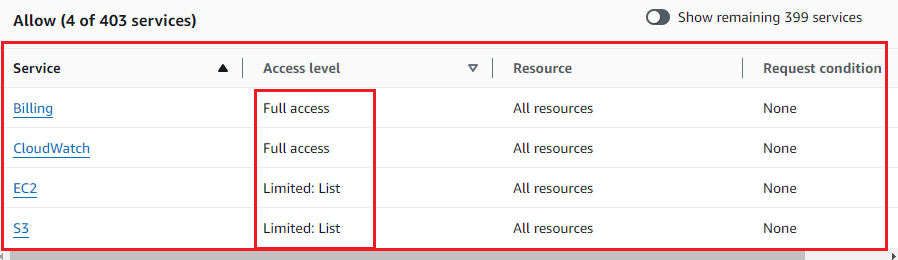 Allow (4 of 403 services) Show remaining 399 services
Service Access level Resource Request condition
Billing Full access All resources None
CloudWatch Full access All resources None
EC2 Limited: List All resources None
S3 Limited: List All resources None